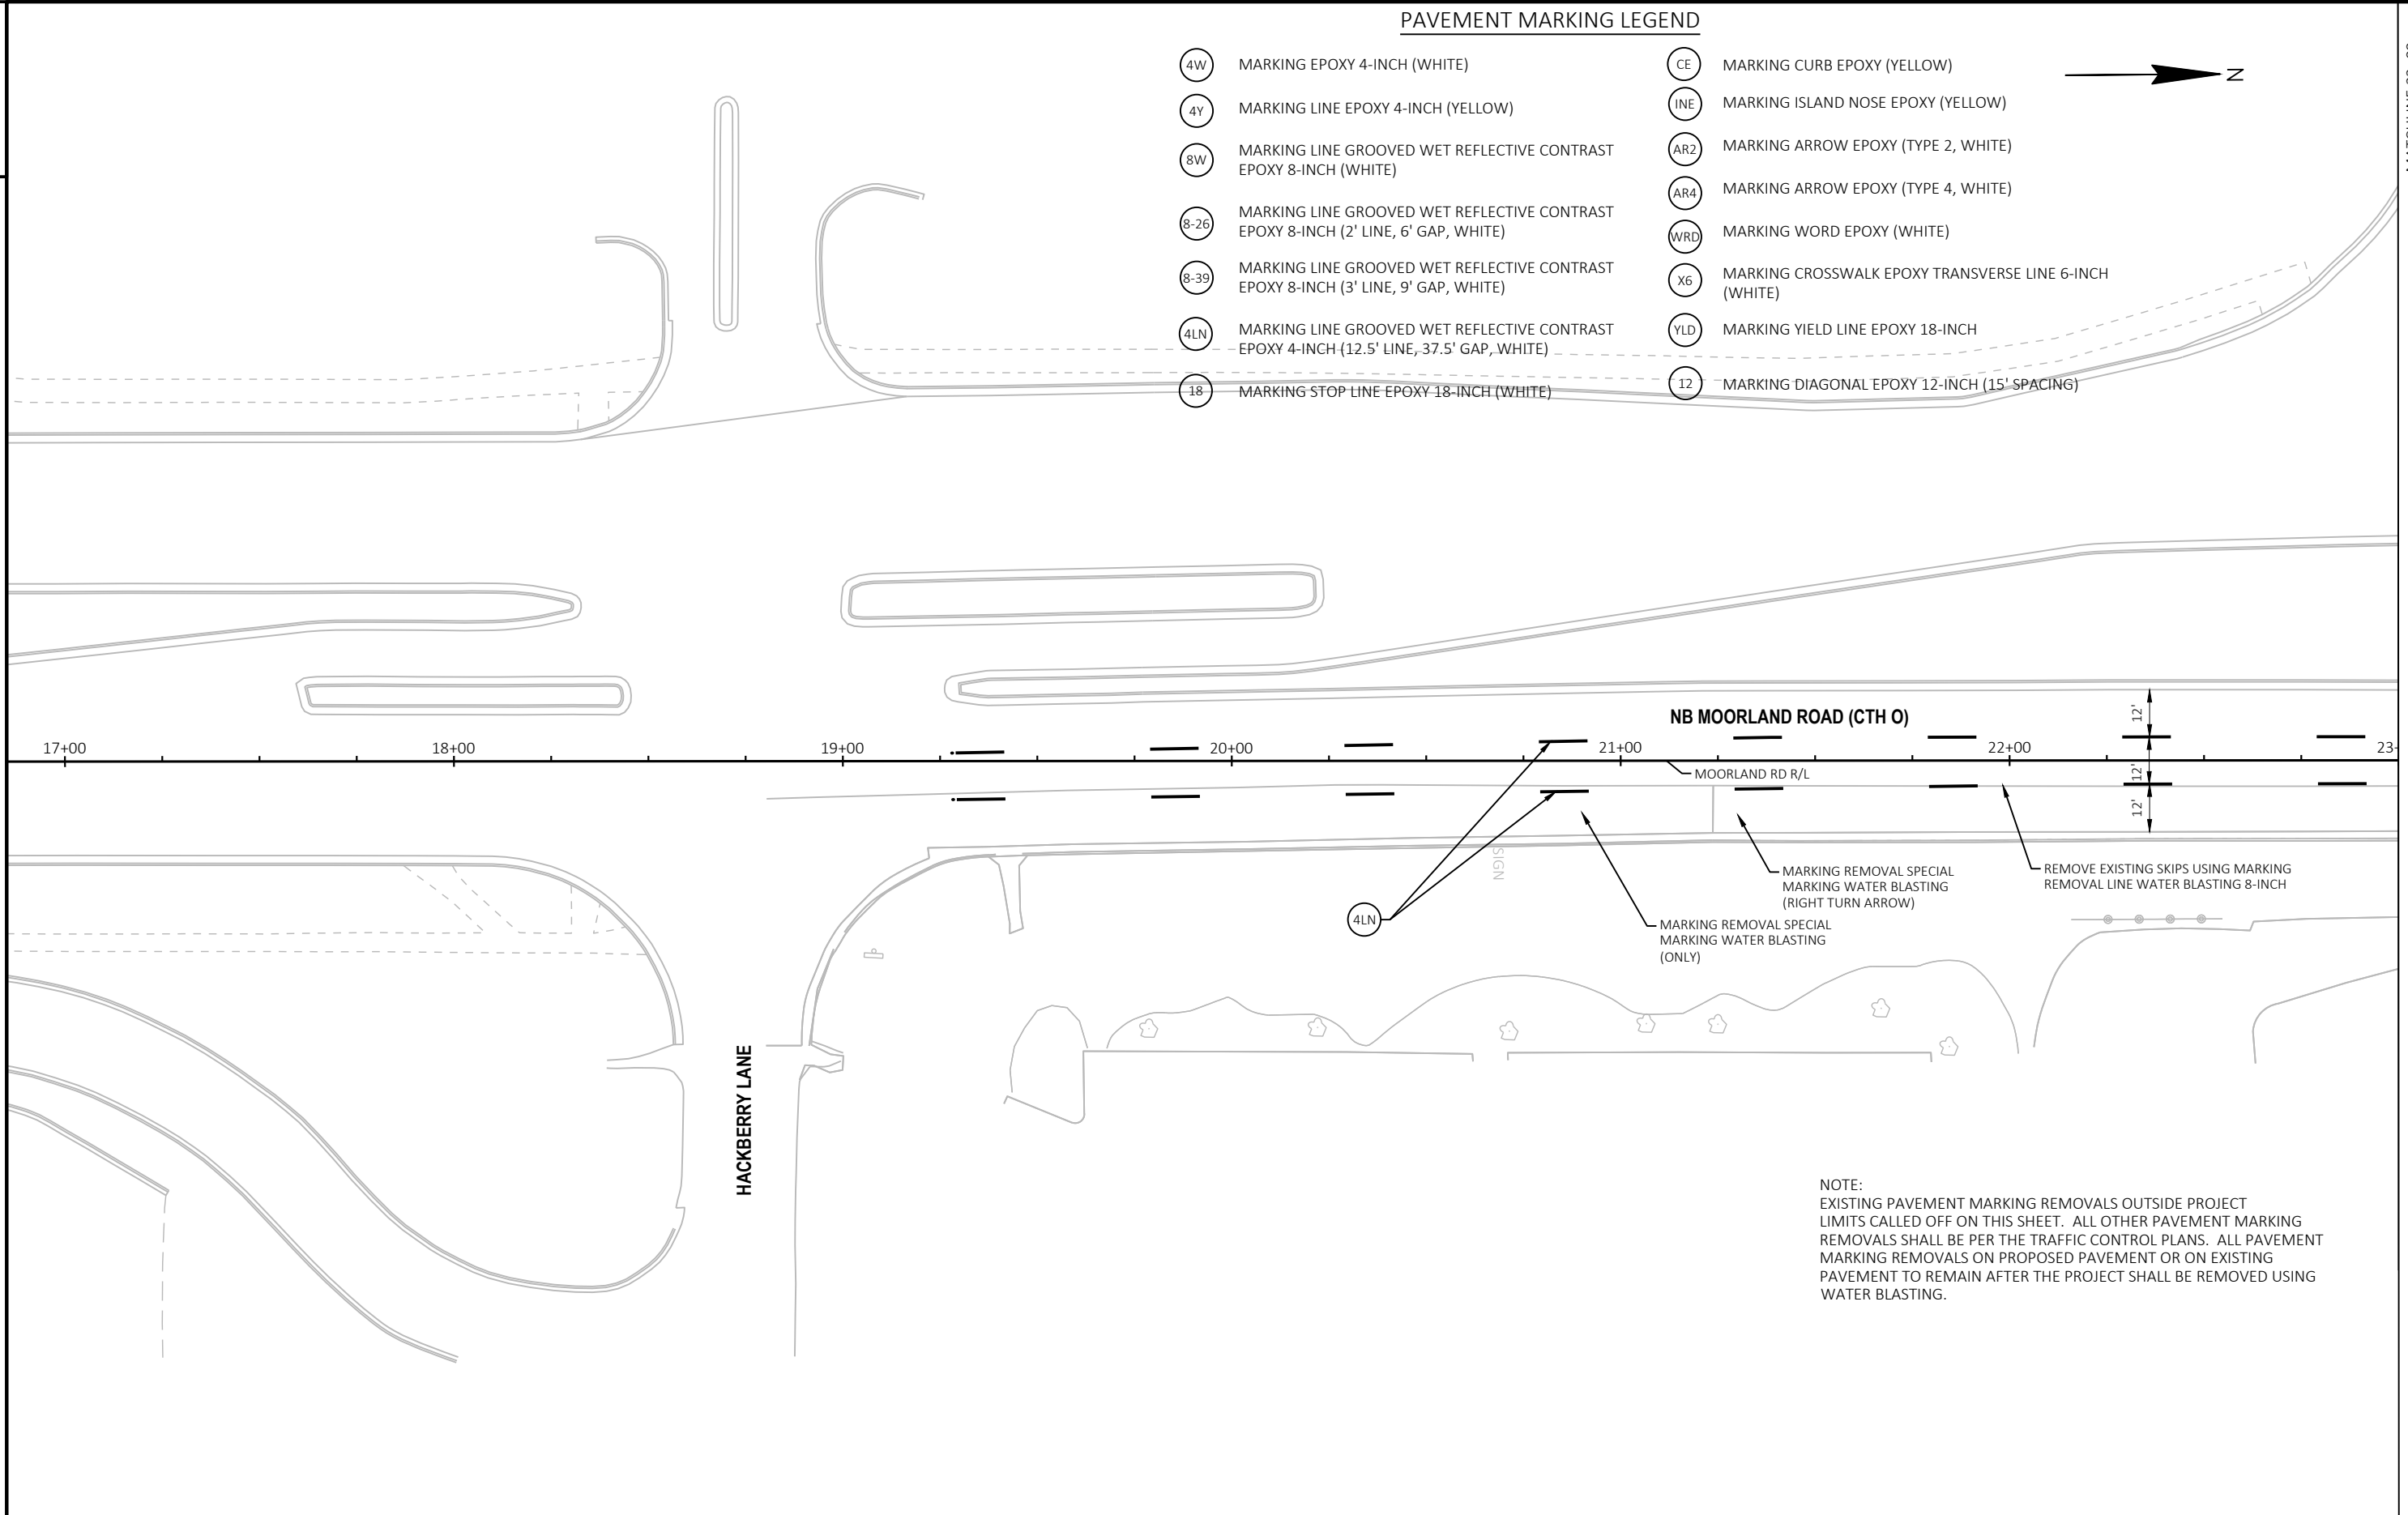 PAVEMENT MARKING LEGEND
4W MARKING EPOXY 4-INCH (WHITE)
4Y MARKING LINE EPOXY 4-INCH (YELLOW)
8W MARKING LINE GROOVED WET REFLECTIVE CONTRAST
EPOXY 8-INCH (WHITE)
8-26 MARKING LINE GROOVED WET REFLECTIVE CONTRAST
EPOXY 8-INCH (2' LINE, 6' GAP, WHITE)
8-39 MARKING LINE GROOVED WET REFLECTIVE CONTRAST
EPOXY 8-INCH (3' LINE, 9' GAP, WHITE)
4LN MARKING LINE GROOVED WET REFLECTIVE CONTRAST
EPOXY 4-INCH (12.5' LINE, 37.5' GAP, WHITE)
18 MARKING STOP LINE EPOXY 18-INCH (WHITE)
CE MARKING CURB EPOXY (YELLOW)
INE MARKING ISLAND NOSE EPOXY (YELLOW)
AR2 MARKING ARROW EPOXY (TYPE 2, WHITE)
AR4 MARKING ARROW EPOXY (TYPE 4, WHITE)
WRD MARKING WORD EPOXY (WHITE)
X6 MARKING CROSSWALK EPOXY TRANSVERSE LINE 6-INCH
(WHITE)
YLD MARKING YIELD LINE EPOXY 18-INCH
12 MARKING DIAGONAL EPOXY 12-INCH (15' SPACING)
N
NB MOORLAND ROAD (CTH O)
17+00 18+00 19+00 20+00 21+00 22+00 23-
12'
12'
12'
MOORLAND RD R/L
SIGN
4LN
MARKING REMOVAL SPECIAL
MARKING WATER BLASTING
(RIGHT TURN ARROW)
REMOVE EXISTING SKIPS USING MARKING
REMOVAL LINE WATER BLASTING 8-INCH
MARKING REMOVAL SPECIAL
MARKING WATER BLASTING
(ONLY)
HACKBERRY LANE
NOTE:
EXISTING PAVEMENT MARKING REMOVALS OUTSIDE PROJECT
LIMITS CALLED OFF ON THIS SHEET. ALL OTHER PAVEMENT MARKING
REMOVALS SHALL BE PER THE TRAFFIC CONTROL PLANS. ALL PAVEMENT
MARKING REMOVALS ON PROPOSED PAVEMENT OR ON EXISTING
PAVEMENT TO REMAIN AFTER THE PROJECT SHALL BE REMOVED USING
WATER BLASTING.